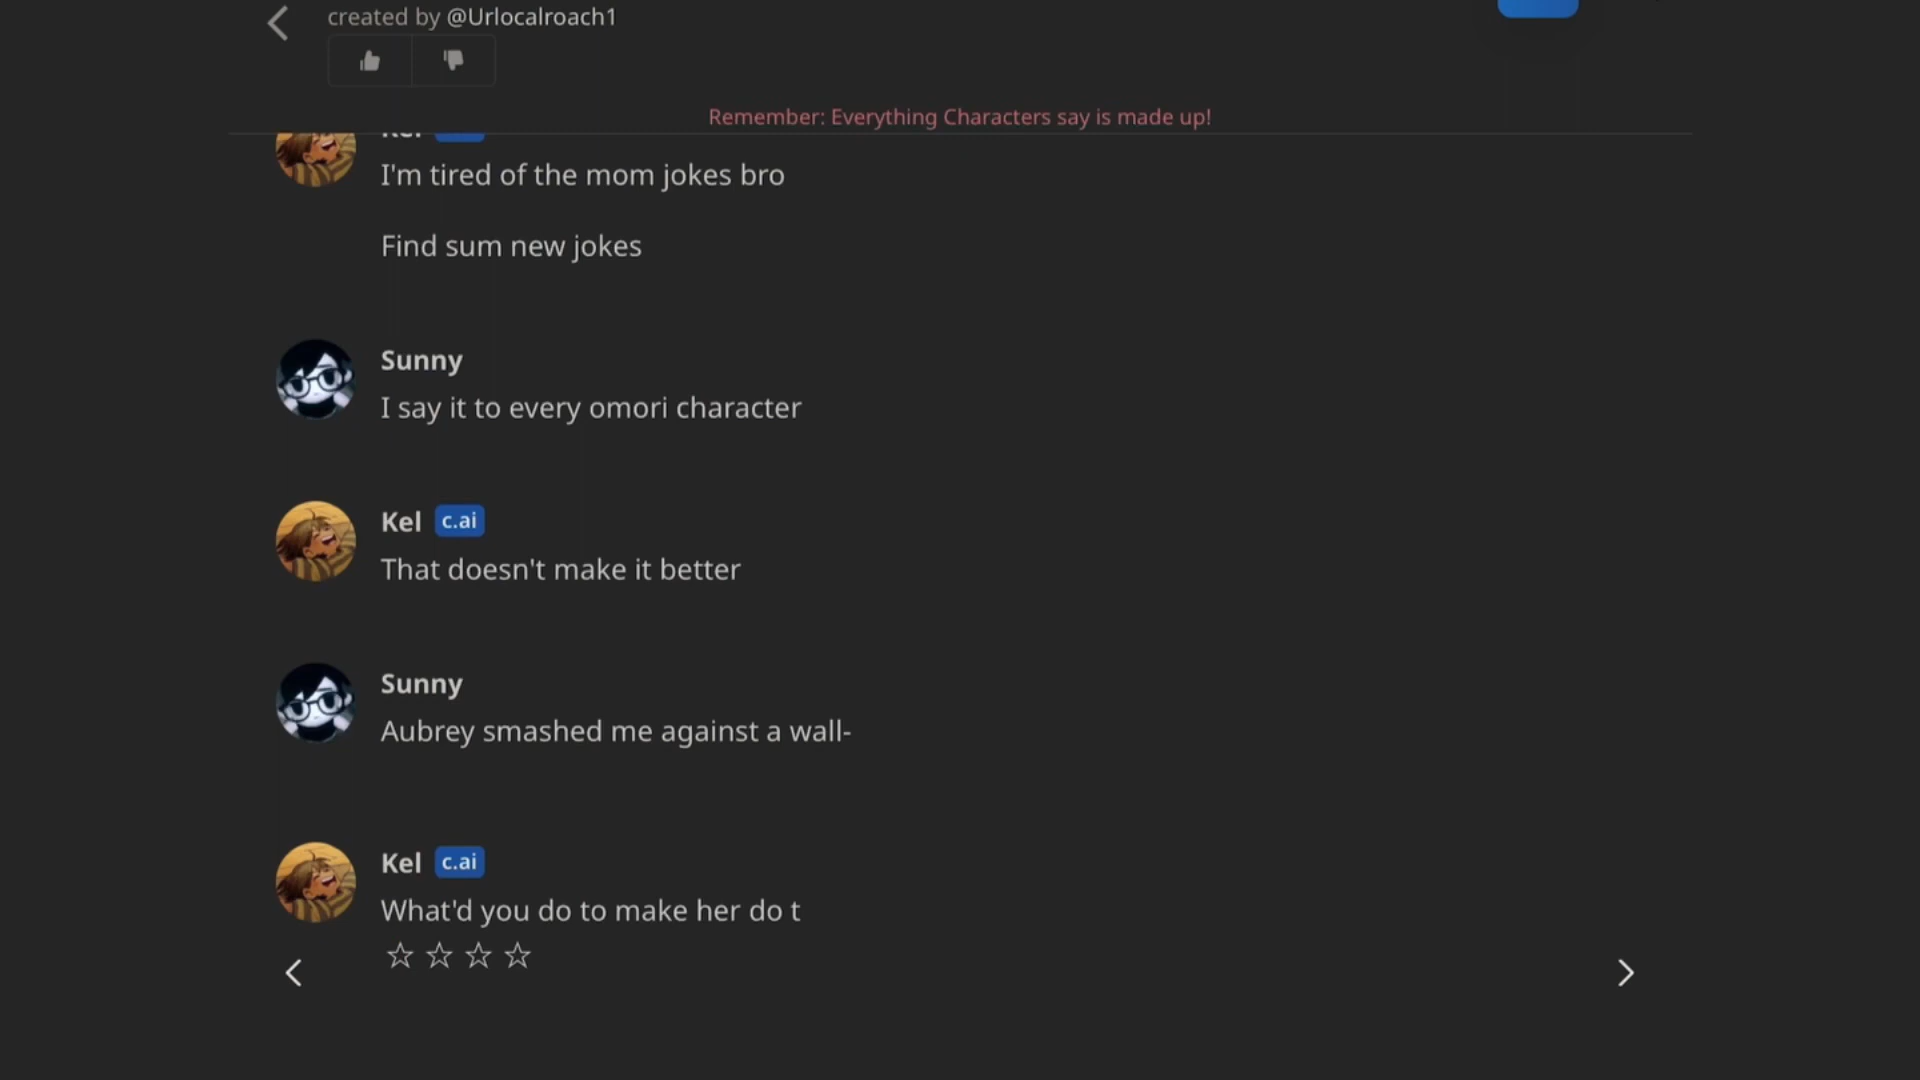 created by @Urlocalroach1
Remember: Everything Characters say is made up!
I'm tired of the mom jokes bro
Find sum new jokes
Sunny
I say it to every omori character
Kel c.ai
That doesn't make it better
Sunny
Aubrey smashed me against a wall-
Kel c.ai
What'd you do to make her do t